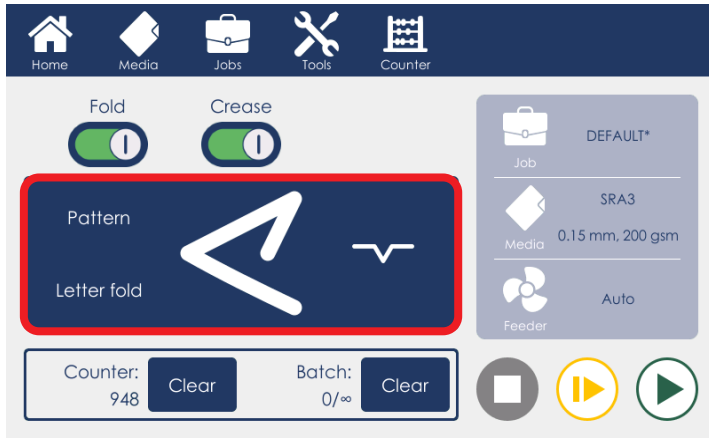 Home
Media
Jobs
Tools
Counter
Fold
Crease
Pattern
Letter fold
Counter:
948
Clear
Batch:
0/∞
Clear
Job
DEFAULT*
Media
SRA3
0.15 mm, 200 gsm
Feeder
Auto